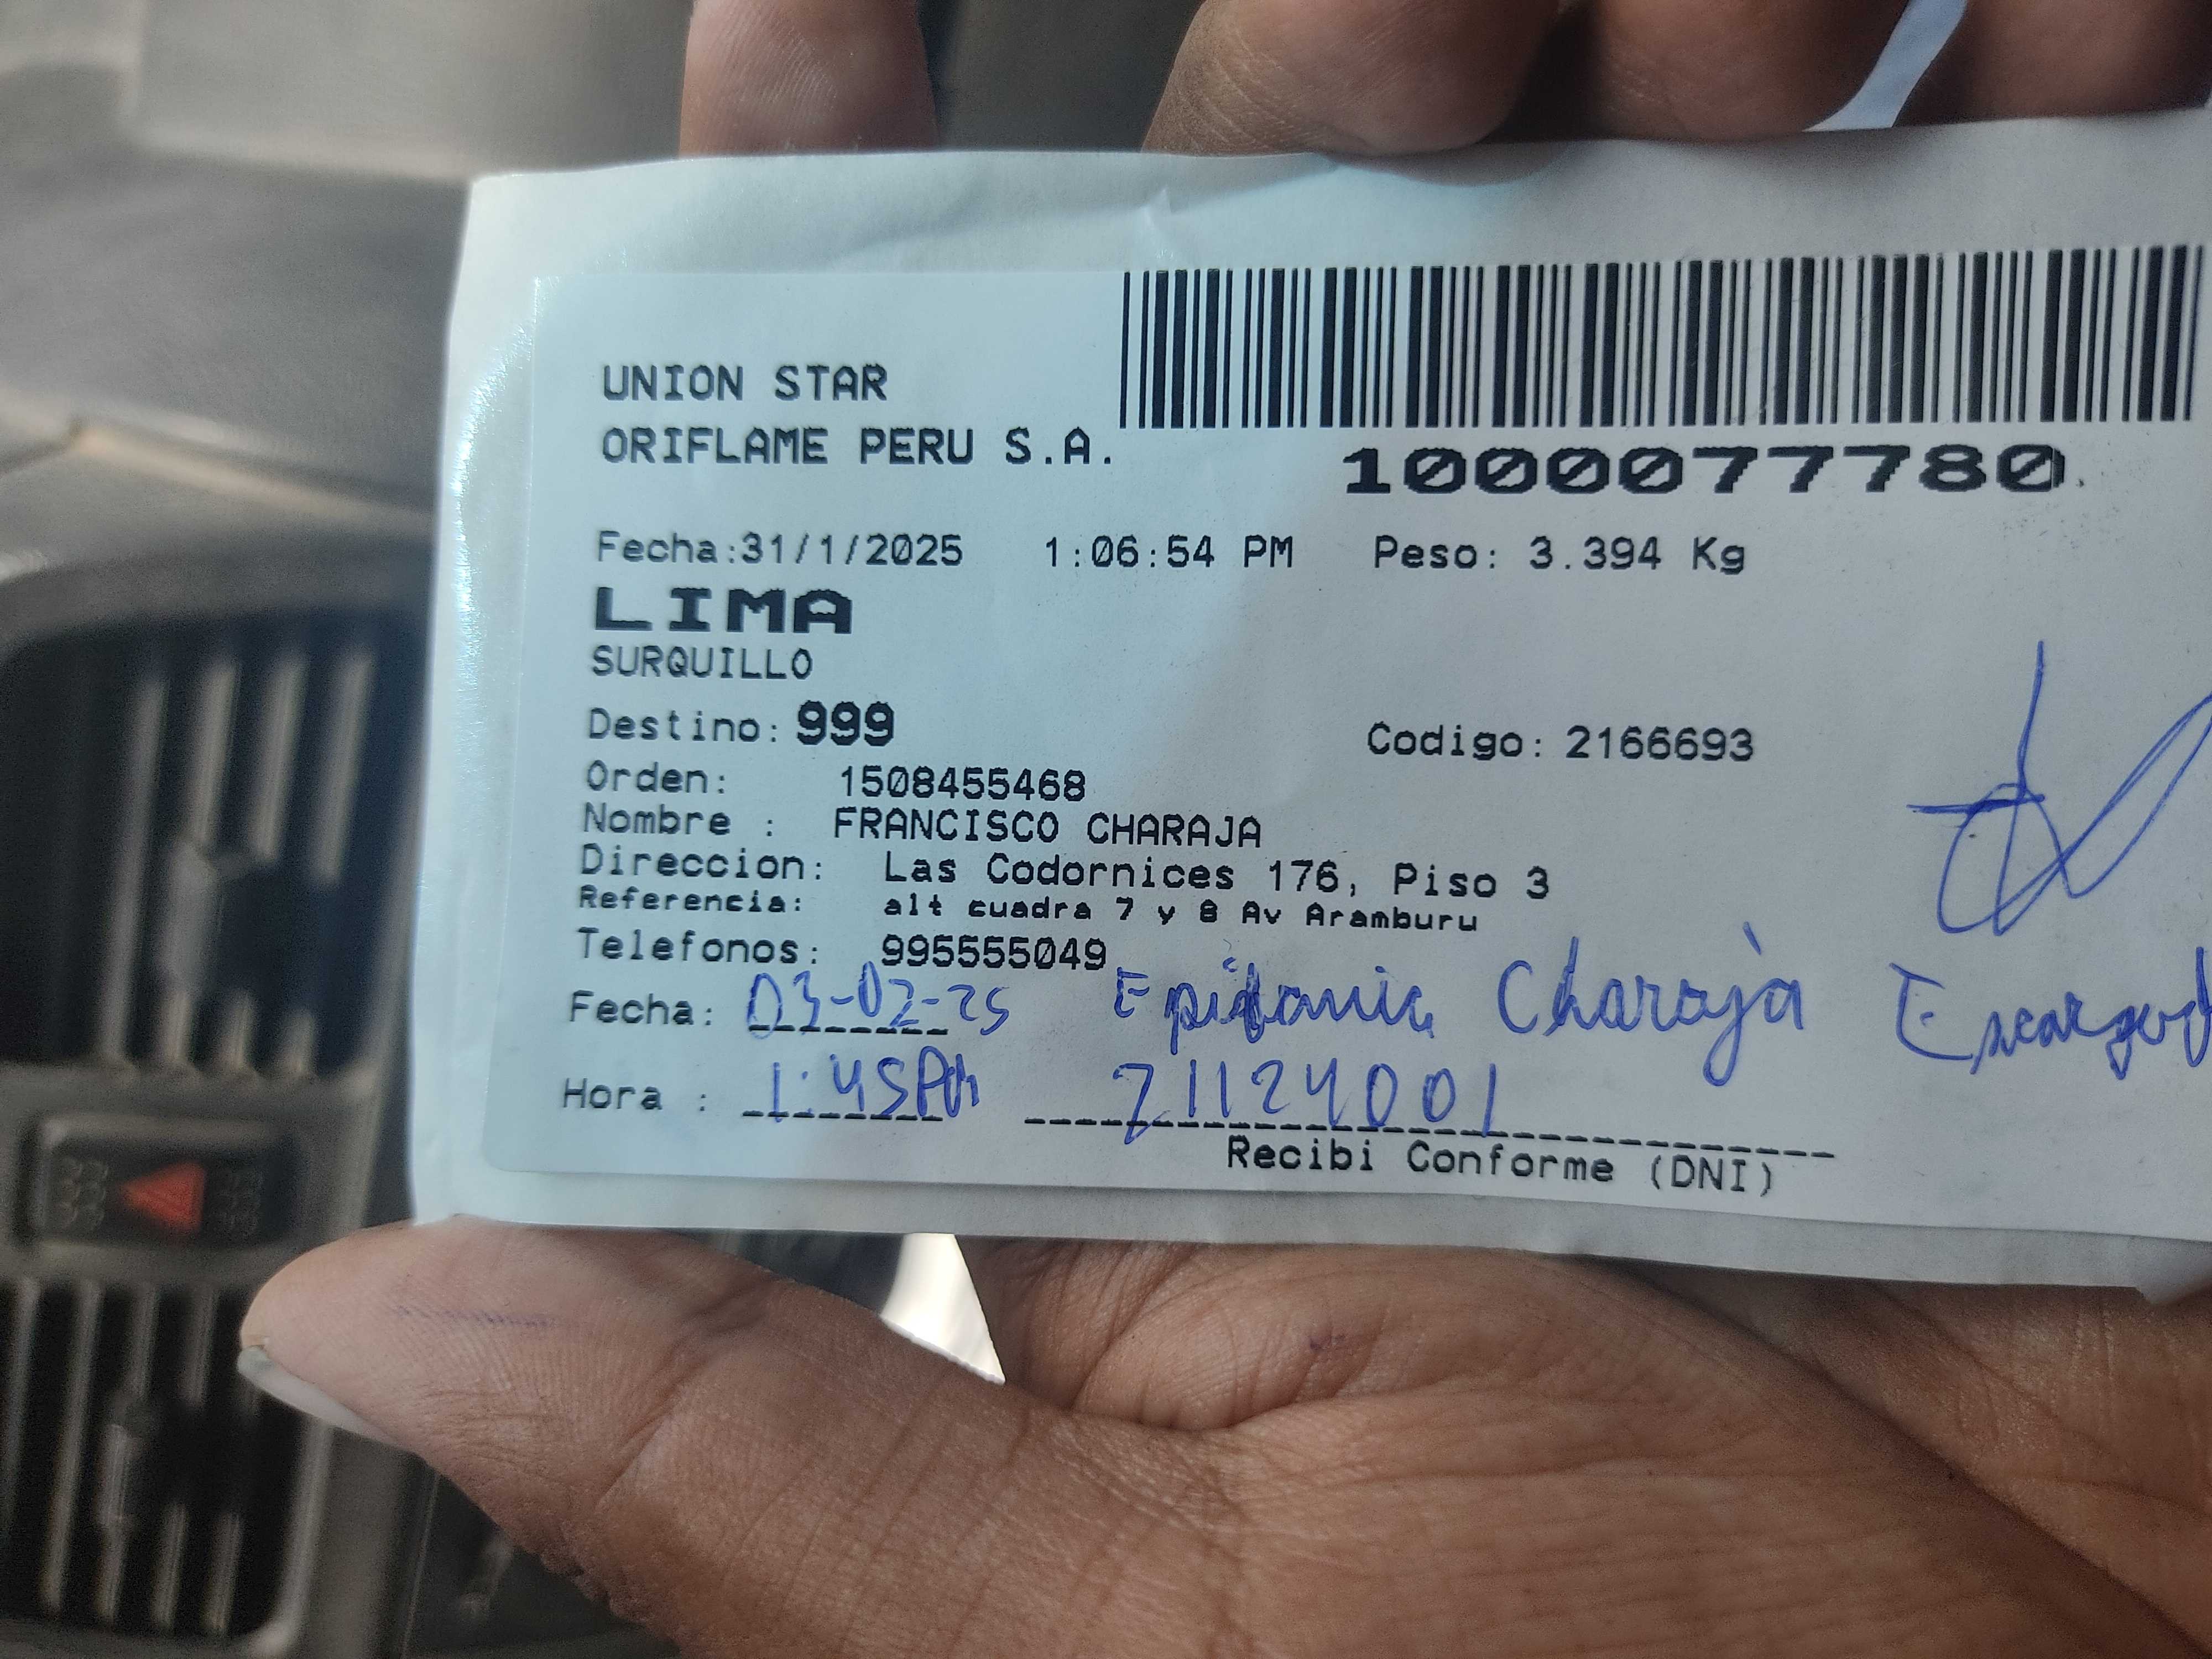 UNION STAR
ORIFLAME PERU S.A.
1000077780
Fecha:31/1/2025 1:06:54 PM Peso: 3.394 Kg
LIMA
SURQUILLO
Destino: 999 Codigo: 2166693
Orden: 1508455468
Nombre : FRANCISCO CHARAJA
Direccion: Las Codornices 176, Piso 3
Referencia: alt cuadra 7 y 8 Av Aramburu
Telefonos: 995555049
Fecha: 03-02-25 Epifania Charaja
Hora : 1:45PM 21124001
Recibi Conforme (DNI)